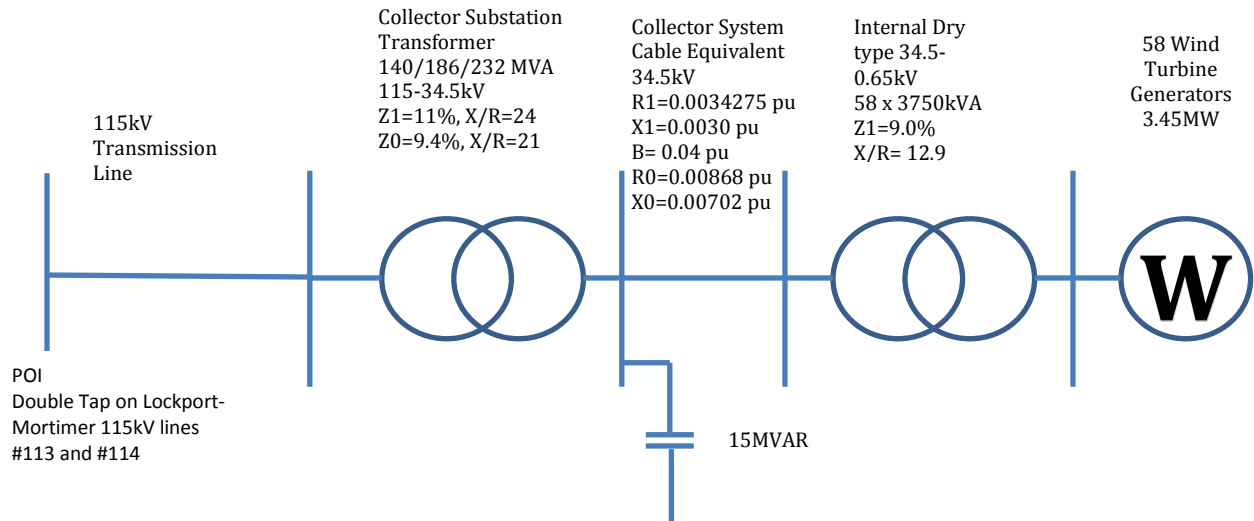 Collector Substation
Transformer
140/186/232 MVA
115-34.5kV
Z1=11%, X/R=24
Z0=9.4%, X/R=21
Collector System
Cable Equivalent
34.5kV
R1=0.0034275 pu
X1=0.0030 pu
B= 0.04 pu
R0=0.00868 pu
X0=0.00702 pu
Internal Dry
type 34.5-
0.65kV
58 x 3750kVA
Z1=9.0%
X/R= 12.9
58 Wind
Turbine
Generators
3.45MW
115kV
Transmission
Line
W
POI
Double Tap on Lockport-
Mortimer 115kV lines
#113 and #114
15MVAR